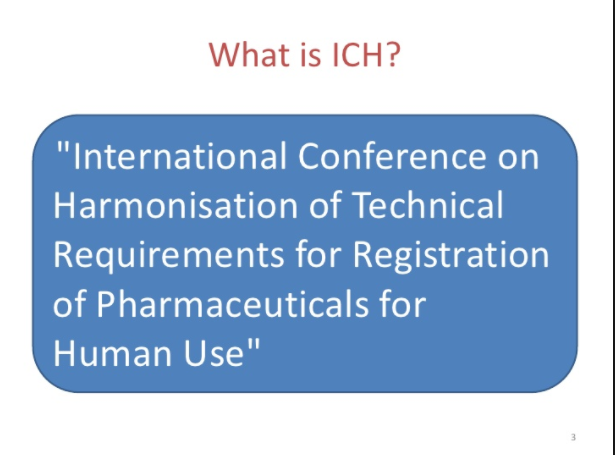 What is ICH?
"International Conference on
Harmonisation of Technical
Requirements for Registration
of Pharmaceuticals for
Human Use"
3